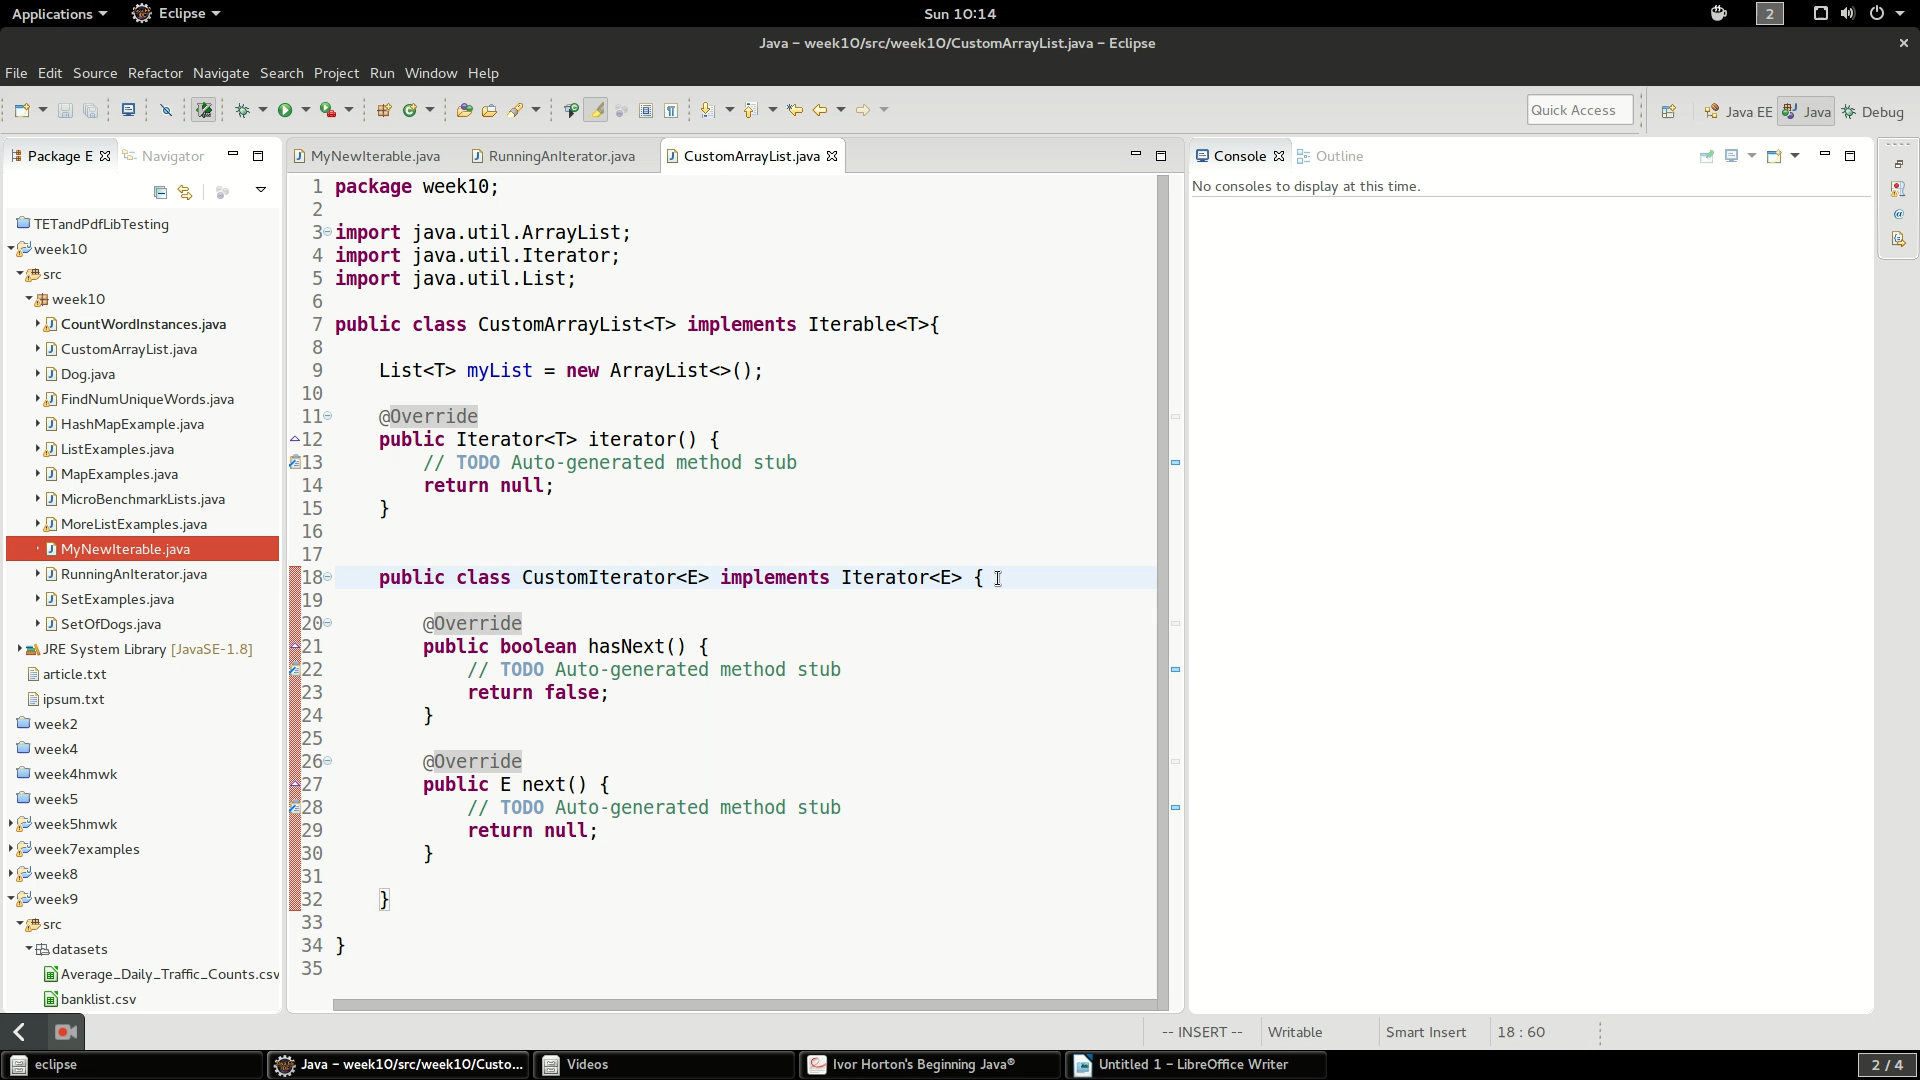 Applications Eclipse Sun 10:14 2
Java – week10/src/week10/CustomArrayList.java – Eclipse
File Edit Source Refactor Navigate Search Project Run Window Help
Quick Access Java EE Java Debug
Package E Navigator
MyNewIterable.java RunningAnIterator.java CustomArrayList.java
Console Outline
No consoles to display at this time.
TETandPdfLibTesting
week10
src
week10
CountWordInstances.java
CustomArrayList.java
Dog.java
FindNumUniqueWords.java
HashMapExample.java
ListExamples.java
MapExamples.java
MicroBenchmarkLists.java
MoreListExamples.java
MyNewIterable.java
RunningAnIterator.java
SetExamples.java
SetOfDogs.java
JRE System Library [JavaSE-1.8]
article.txt
ipsum.txt
week2
week4
week4hmwk
week5
week5hmwk
week7examples
week8
week9
src
datasets
Average_Daily_Traffic_Counts.csv
banklist.csv
1 package week10;
2
3 import java.util.ArrayList;
4 import java.util.Iterator;
5 import java.util.List;
6
7 public class CustomArrayList<T> implements Iterable<T>{
8
9 List<T> myList = new ArrayList<>();
10
11 @Override
12 public Iterator<T> iterator() {
13 // TODO Auto-generated method stub
14 return null;
15 }
16
17
18 public class CustomIterator<E> implements Iterator<E> {
19
20 @Override
21 public boolean hasNext() {
22 // TODO Auto-generated method stub
23 return false;
24 }
25
26 @Override
27 public E next() {
28 // TODO Auto-generated method stub
29 return null;
30 }
31
32 }
33
34 }
35
-- INSERT -- Writable Smart Insert 18 : 60
eclipse Java – week10/src/week10/Custo... Videos Ivor Horton's Beginning Java® Untitled 1 – LibreOffice Writer 2 / 4